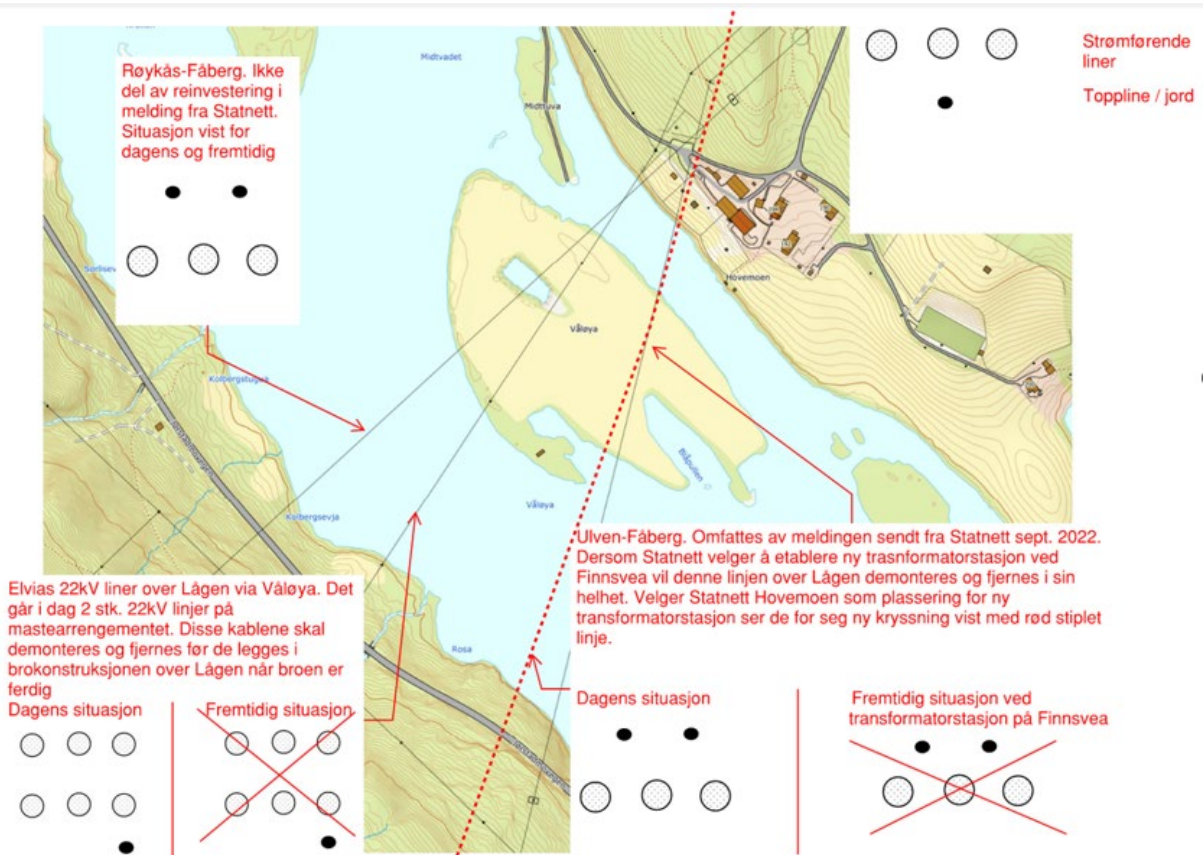 Røykås-Fåberg. Ikke
del av reinvestering i
melding fra Statnett.
Situasjon vist for
dagens og fremtidig
Midtvadet
Midttuva
Strømførende
liner
Toppline / jord
Hovemoen
Våløya
Kolbergstugua
Kolbergsevja
Blåpullen
Våløya
Rosa
Ulven-Fåberg. Omfattes av meldingen sendt fra Statnett sept. 2022.
Dersom Statnett velger å etablere ny trasnformatorstasjon ved
Finnsvea vil denne linjen over Lågen demonteres og fjernes i sin
helhet. Velger Statnett Hovemoen som plassering for ny
transformatorstasjon ser de for seg ny kryssning vist med rød stiplet
linje.
Elvias 22kV liner over Lågen via Våløya. Det
går i dag 2 stk. 22kV linjer på
mastearrengementet. Disse kablene skal
demonteres og fjernes før de legges i
brokonstruksjonen over Lågen når broen er
ferdig
Dagens situasjon
Fremtidig situasjon
Dagens situasjon
Fremtidig situasjon ved
transformatorstasjon på Finnsvea